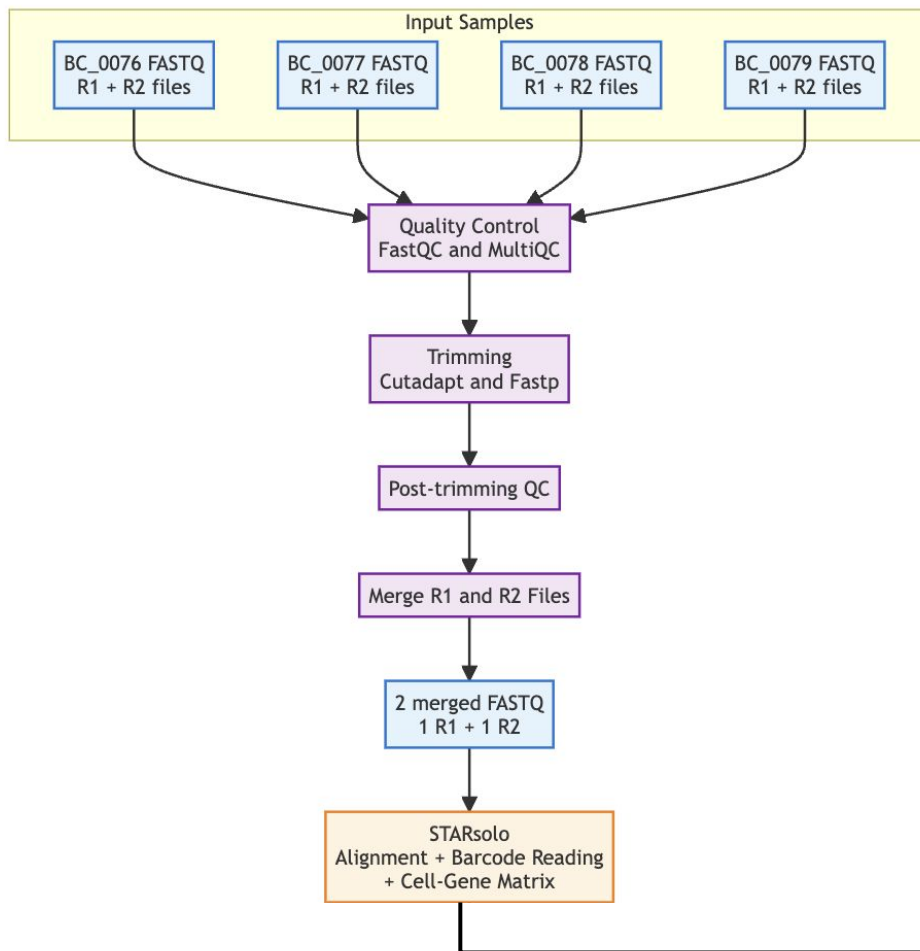 Input Samples
BC_0076 FASTQ
R1 + R2 files
BC_0077 FASTQ
R1 + R2 files
BC_0078 FASTQ
R1 + R2 files
BC_0079 FASTQ
R1 + R2 files
Quality Control
FastQC and MultiQC
Trimming
Cutadapt and Fastp
Post-trimming QC
Merge R1 and R2 Files
2 merged FASTQ
1 R1 + 1 R2
STARsolo
Alignment + Barcode Reading
+ Cell-Gene Matrix